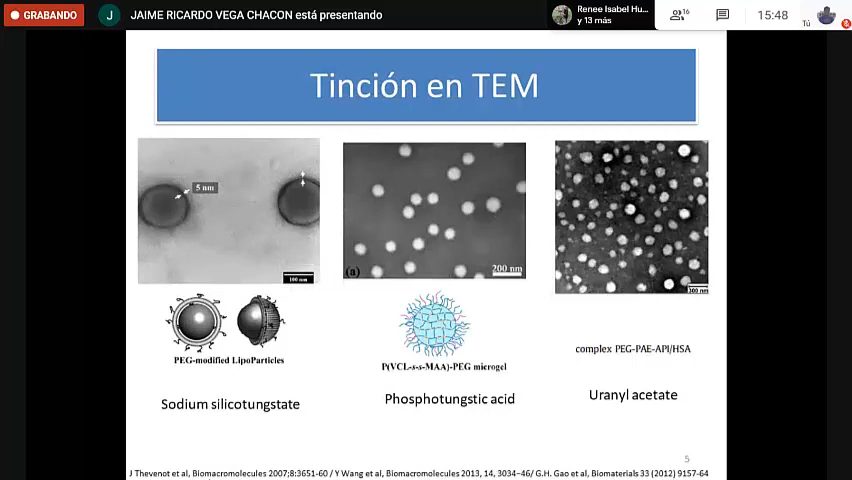 GRABANDO
J
JAIME RICARDO VEGA CHACON está presentando
Renee Isabel Hu...
y 13 más
16
15:48
Tú
Tinción en TEM
5 nm
100 nm
(a)
200 nm
300 nm
PEG-modified LipoParticles
P(VCL-s-s-MAA)-PEG microgel
complex PEG-PAE-API/HSA
Sodium silicotungstate
Phosphotungstic acid
Uranyl acetate
5
J Thevenot et al, Biomacromolecules 2007;8:3651-60 / Y Wang et al, Biomacromolecules 2013, 14, 3034−46/ G.H. Gao et al, Biomaterials 33 (2012) 9157-64